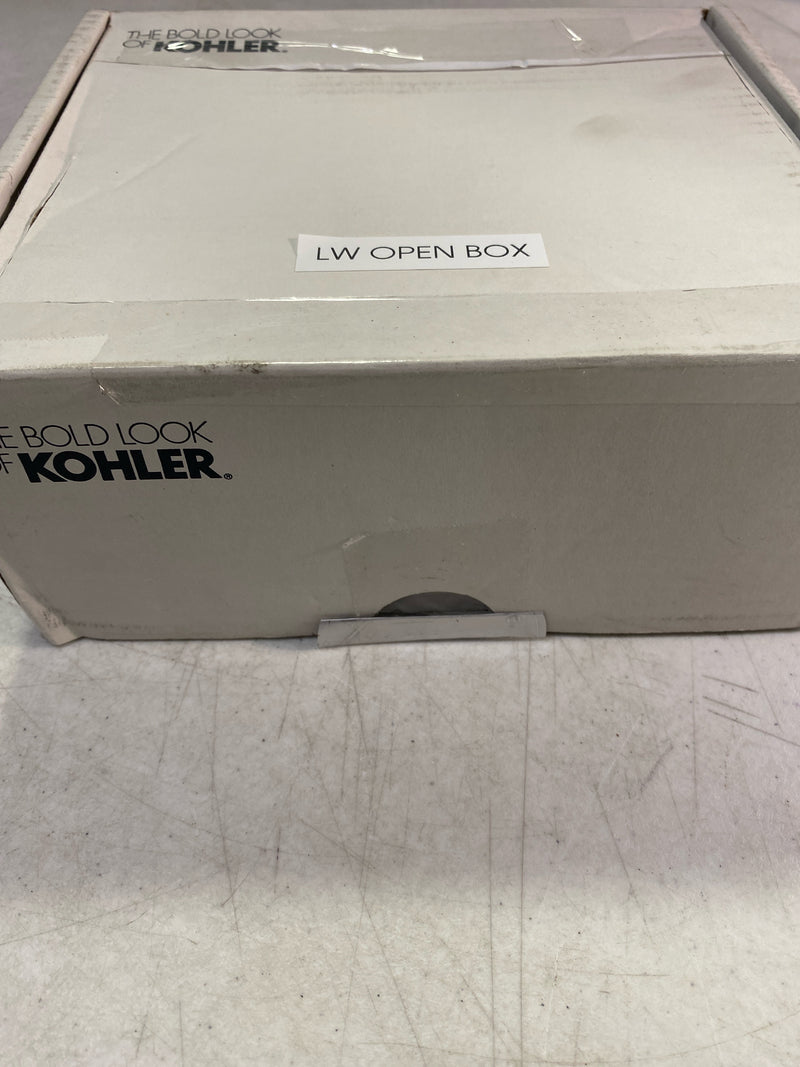 THE BOLD LOOK
OF KOHLER.
LW OPEN BOX
E BOLD LOOK
F KOHLER®